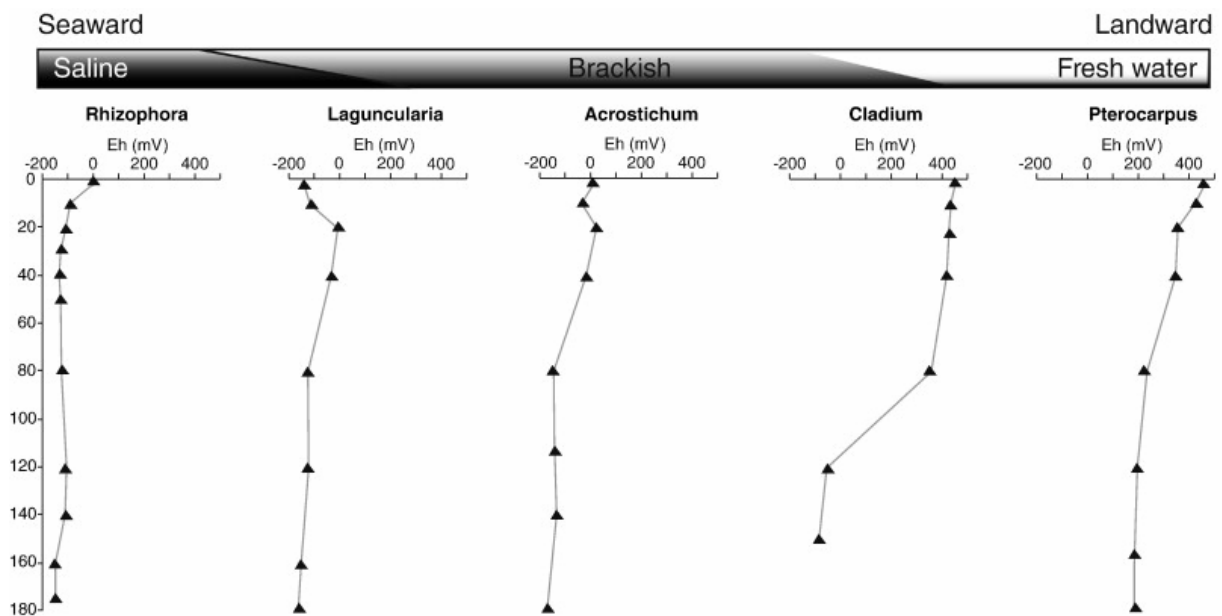 Seaward Landward
Saline Brackish Fresh water
Rhizophora Laguncularia Acrostichum Cladium Pterocarpus
Eh (mV) Eh (mV) Eh (mV) Eh (mV) Eh (mV)
-200 0 200 400 -200 0 200 400 -200 0 200 400 -200 0 200 400 -200 0 200 400
0
20
40
60
80
100
120
140
160
180